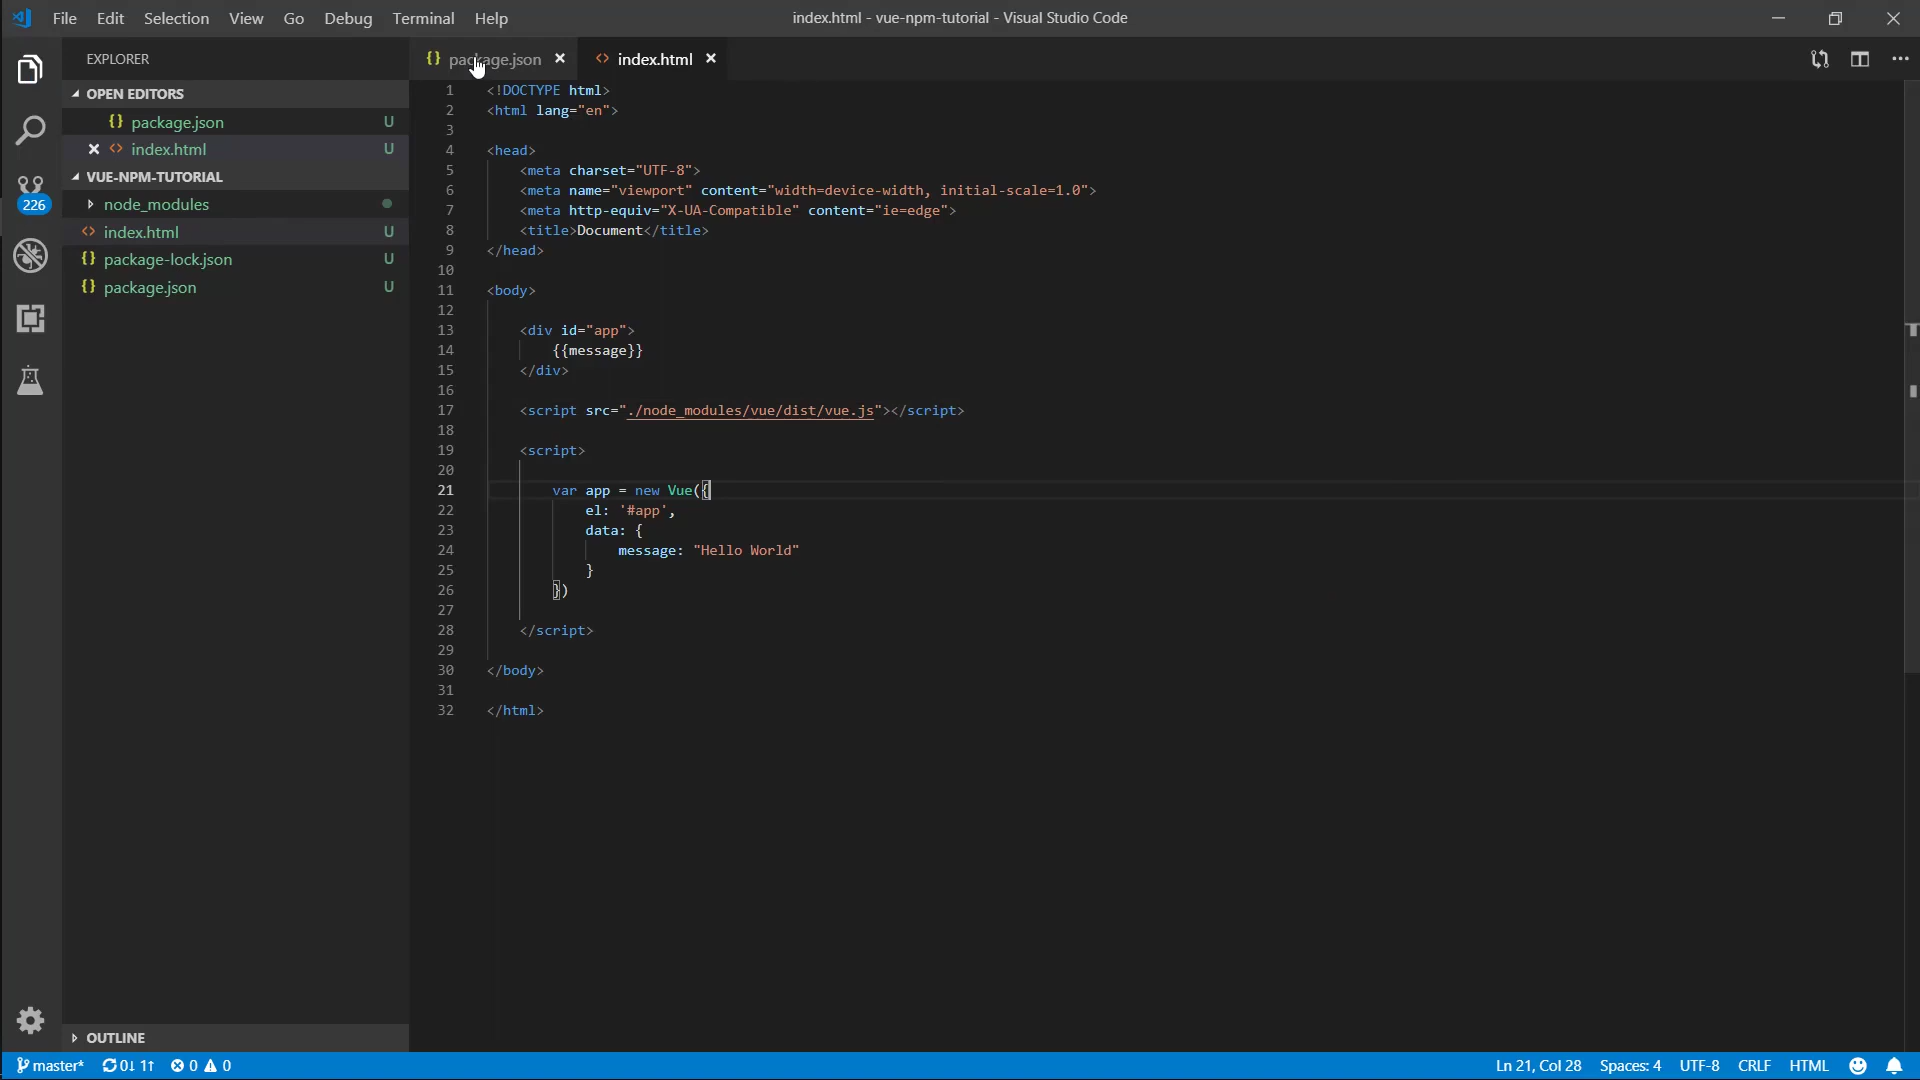 File Edit Selection View Go Debug Terminal Help
index.html - vue-npm-tutorial - Visual Studio Code
EXPLORER
OPEN EDITORS
{} package.json U
<> index.html U
VUE-NPM-TUTORIAL
node_modules
<> index.html U
{} package-lock.json U
{} package.json U
226
OUTLINE
{} package.json
<> index.html
1 <!DOCTYPE html>
2 <html lang="en">
3
4 <head>
5 <meta charset="UTF-8">
6 <meta name="viewport" content="width=device-width, initial-scale=1.0">
7 <meta http-equiv="X-UA-Compatible" content="ie=edge">
8 <title>Document</title>
9 </head>
10
11 <body>
12
13 <div id="app">
14 {{message}}
15 </div>
16
17 <script src="./node_modules/vue/dist/vue.js"></script>
18
19 <script>
20
21 var app = new Vue({
22 el: '#app',
23 data: {
24 message: "Hello World"
25 }
26 })
27
28 </script>
29
30 </body>
31
32 </html>
master* 0↓ 1↑ 0 0
Ln 21, Col 28 Spaces: 4 UTF-8 CRLF HTML